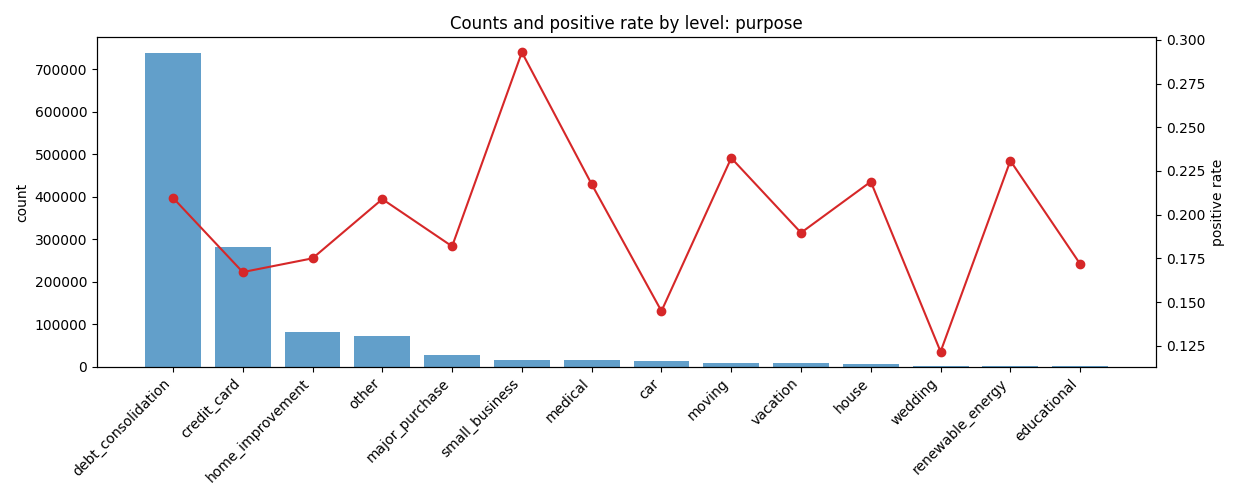 Counts and positive rate by level: purpose
count
700000
600000
500000
400000
300000
200000
100000
0
0.300
0.275
0.250
0.225
0.200
0.175
0.150
0.125
positive rate
debt_consolidation
credit_card
home_improvement
other
major_purchase
small_business
medical
car
moving
vacation
house
wedding
renewable_energy
educational